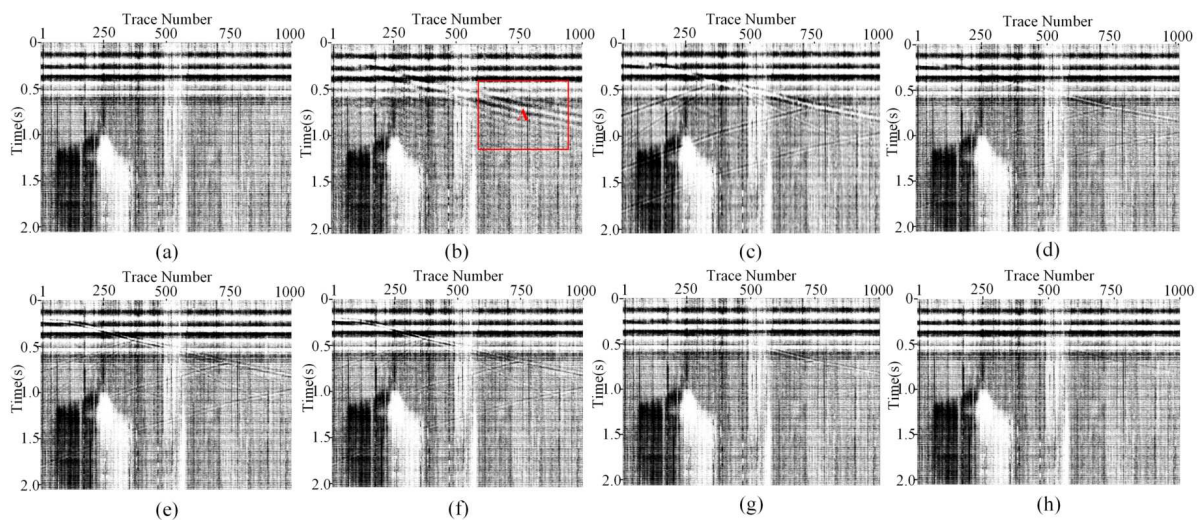 Trace Number Trace Number Trace Number Trace Number
1 250 500 750 1000 1 250 500 750 1000 1 250 500 750 1000 1 250 500 750 1000
0 0 0 0
0.5 0.5 0.5 0.5
Time(s) Time(s) Time(s) Time(s)
1.0 1.0 1.0 1.0
1.5 1.5 1.5 1.5
2.0 2.0 2.0 2.0
(a) (b) (c) (d)
Trace Number Trace Number Trace Number Trace Number
1 250 500 750 1000 1 250 500 750 1000 1 250 500 750 1000 1 250 500 750 1000
0 0 0 0
0.5 0.5 0.5 0.5
Time(s) Time(s) Time(s) Time(s)
1.0 1.0 1.0 1.0
1.5 1.5 1.5 1.5
2.0 2.0 2.0 2.0
(e) (f) (g) (h)